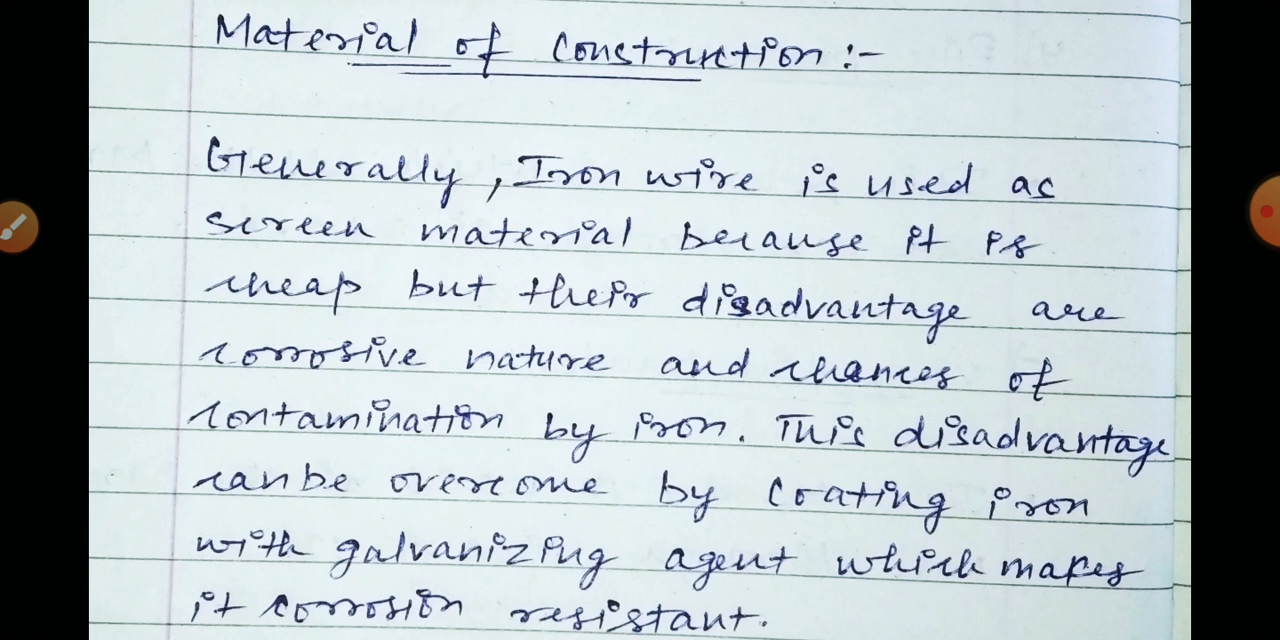 Material of Construction :-
Generally, Iron wire is used as
screen material because it is
cheap but their disadvantage are
corrosive nature and chances of
contamination by iron. This disadvantage
can be overcome by coating iron
with galvanizing agent which makes
it corrosion resistant.